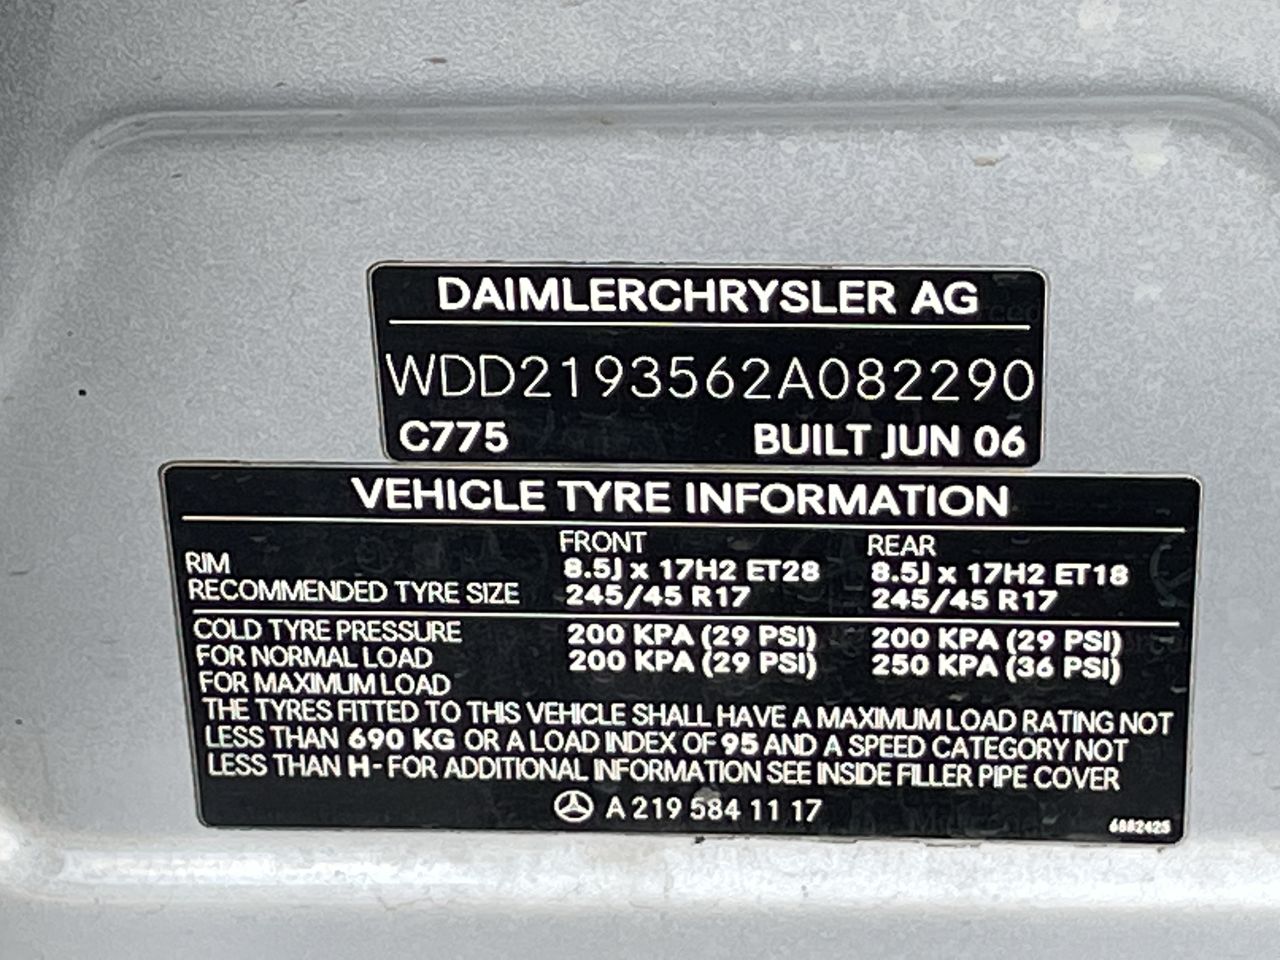 DAIMLERCHRYSLER AG
WDD2193562A082290
C775 BUILT JUN 06
VEHICLE TYRE INFORMATION
FRONT REAR
RIM 8.5J x 17H2 ET28 8.5J x 17H2 ET18
RECOMMENDED TYRE SIZE 245/45 R17 245/45 R17
COLD TYRE PRESSURE
FOR NORMAL LOAD 200 KPA (29 PSI) 200 KPA (29 PSI)
FOR MAXIMUM LOAD 200 KPA (29 PSI) 250 KPA (36 PSI)
THE TYRES FITTED TO THIS VEHICLE SHALL HAVE A MAXIMUM LOAD RATING NOT
LESS THAN 690 KG OR A LOAD INDEX OF 95 AND A SPEED CATEGORY NOT
LESS THAN H-FOR ADDITIONAL INFORMATION SEE INSIDE FILLER PIPE COVER
A 219 584 11 17
6882425